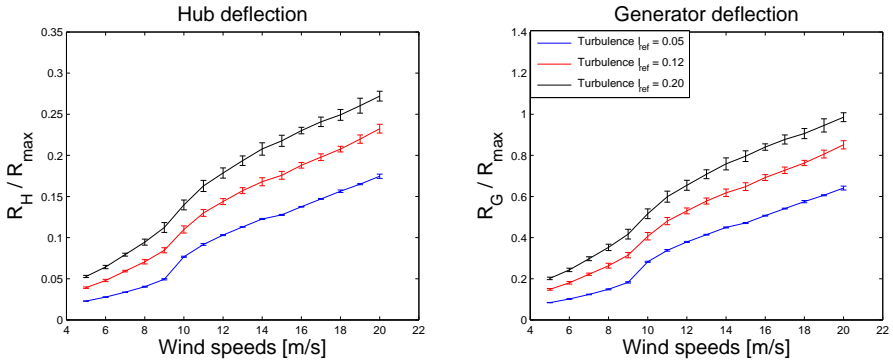 Hub deflection
0.35
0.3
0.25
0.2
0.15
0.1
0.05
0
4 6 8 10 12 14 16 18 20 22
Wind speeds [m/s]
R_H / R_max
Generator deflection
1.4
1.2
1
0.8
0.6
0.4
0.2
0
4 6 8 10 12 14 16 18 20 22
Wind speeds [m/s]
R_G / R_max
Turbulence I_ref = 0.05
Turbulence I_ref = 0.12
Turbulence I_ref = 0.20